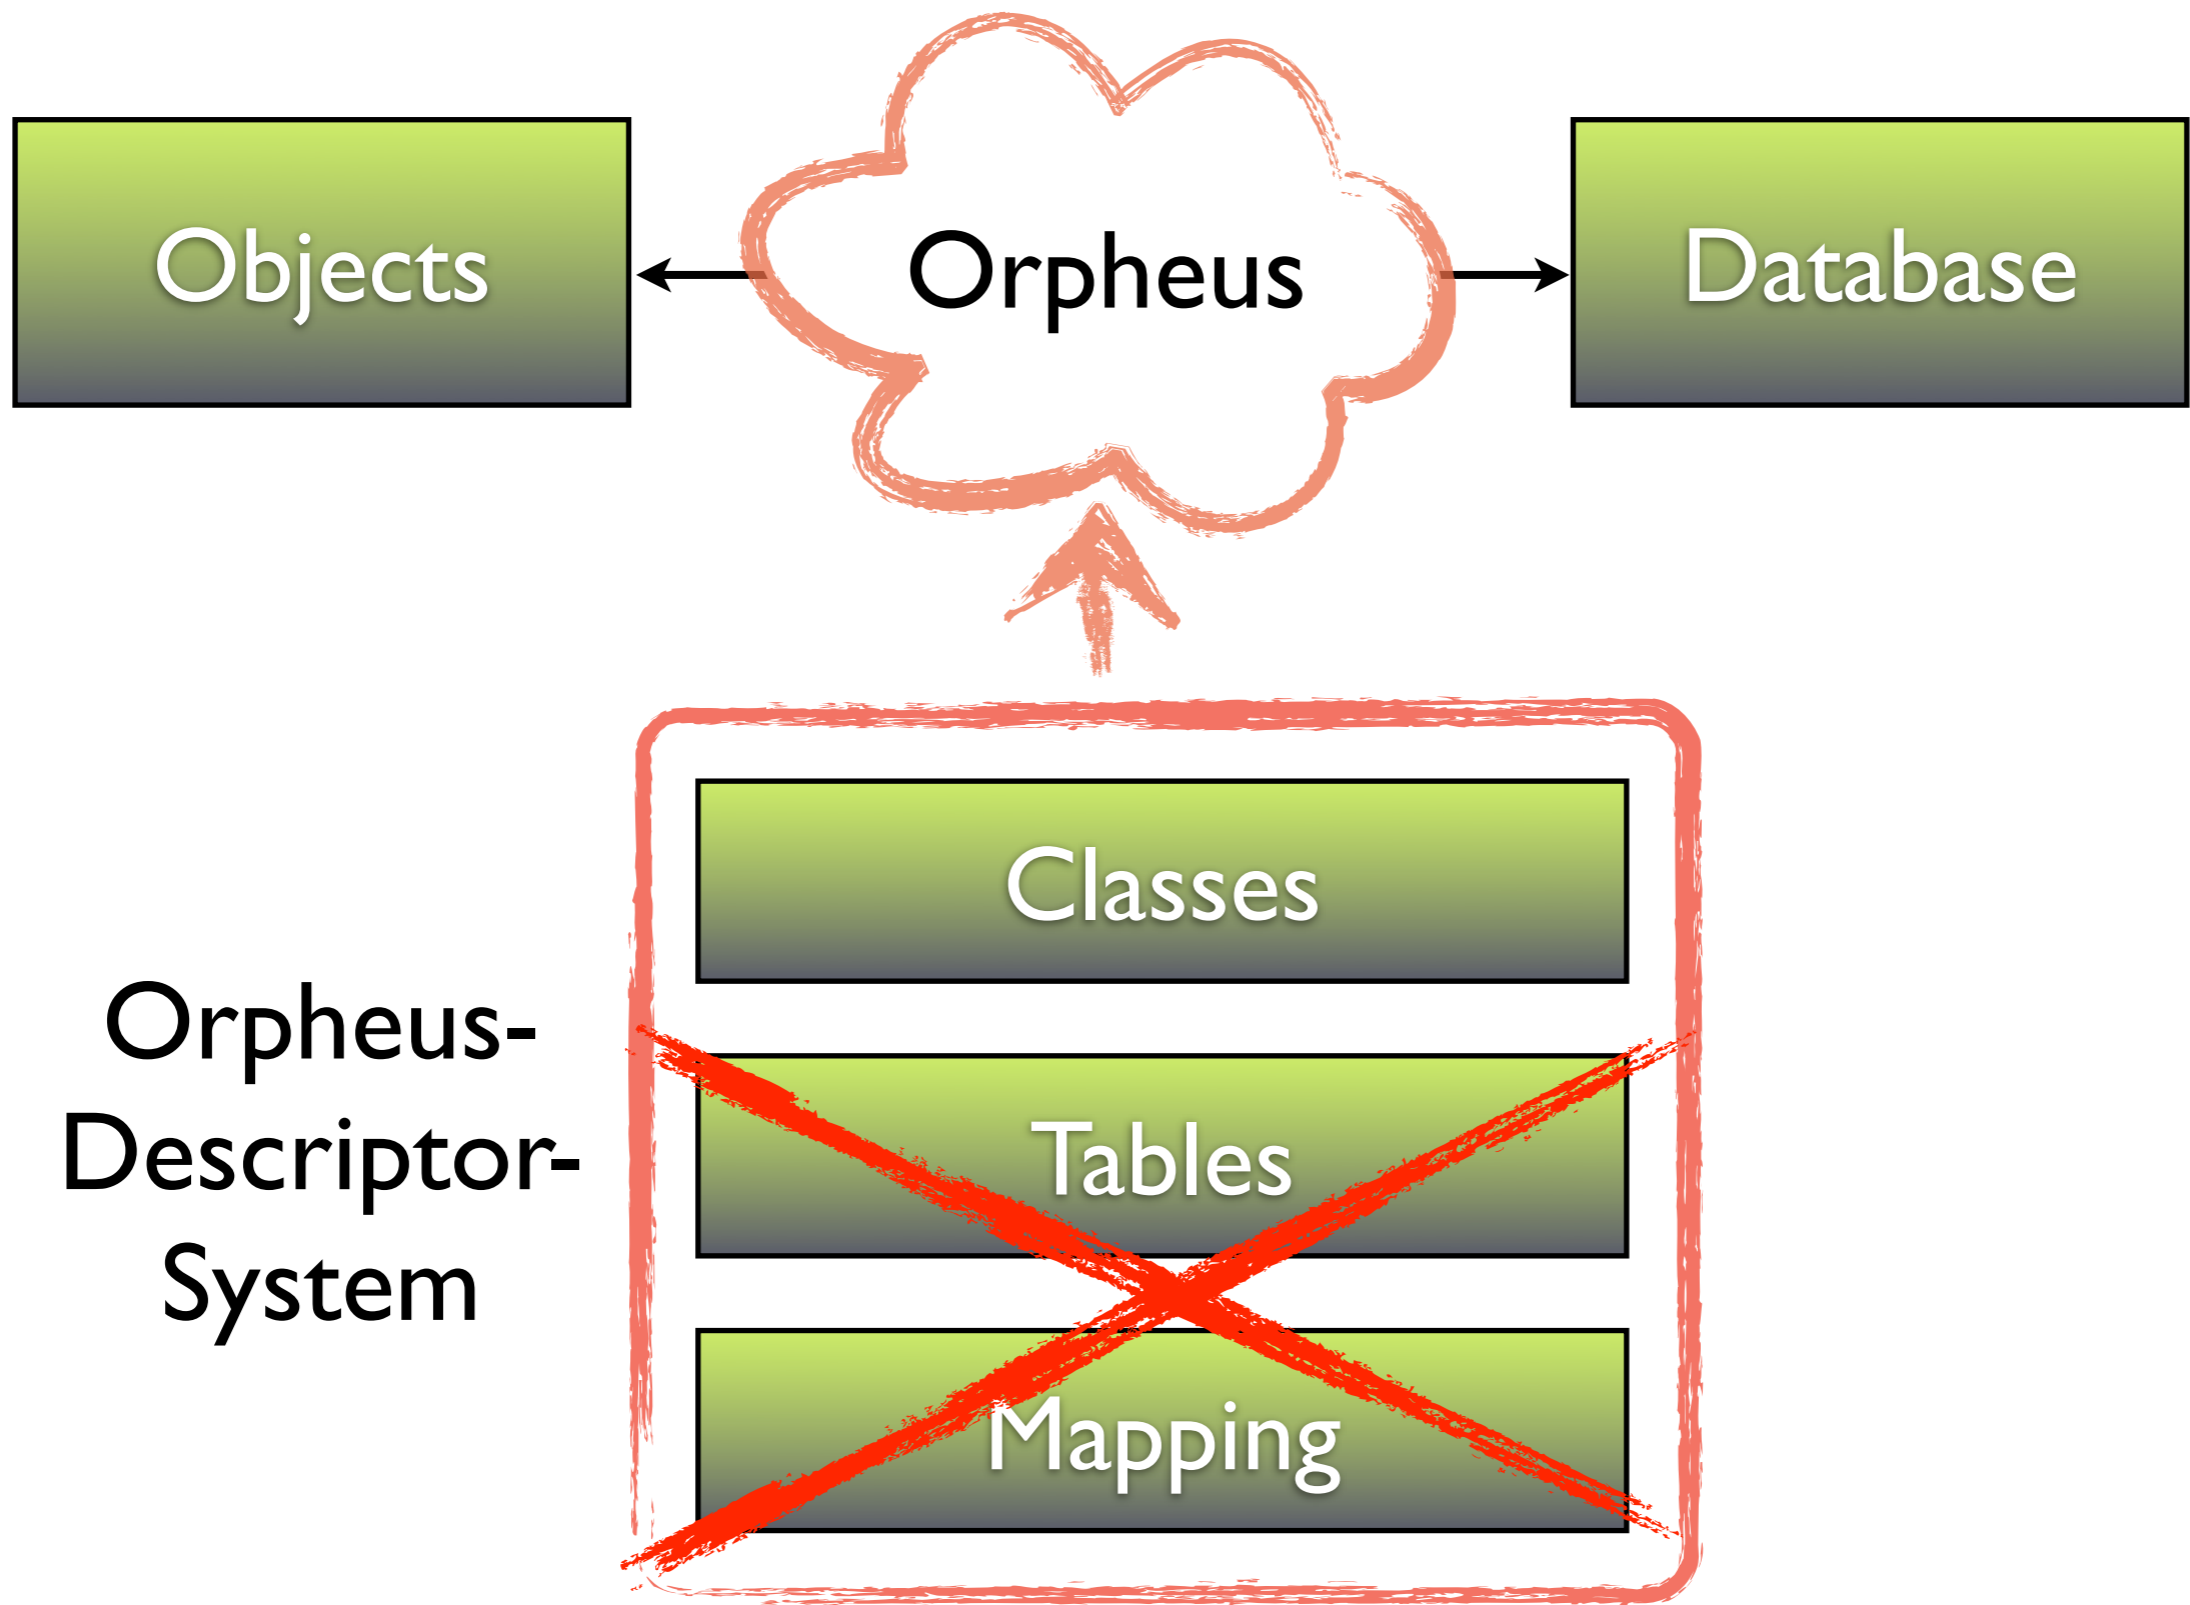 Objects
Orpheus
Database
Classes
Orpheus-
Descriptor-
System
Tables
Mapping